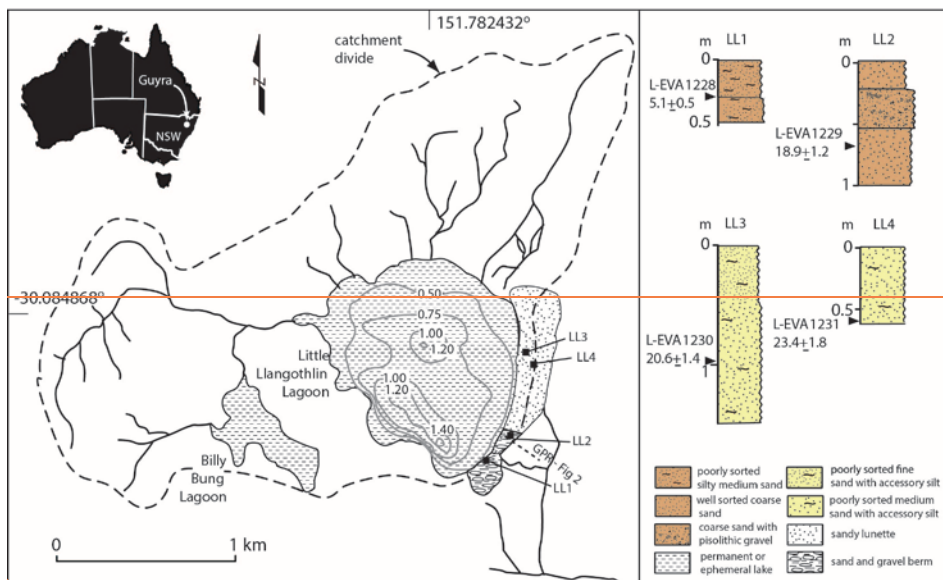 151.782432º
catchment
divide
Guyra
NSW
N
-30.084868º
0.50
0.75
1.00
1.20
1.00
1.20
1.40
Little
Llangothlin
Lagoon
Billy
Bung
Lagoon
LL3
LL4
LL2
LL1
GPR - Fig 2
0
1 km
m LL1
0
L-EVA1228
5.1±0.5
0.5
m LL2
0
L-EVA1229
18.9±1.2
1
m LL3
0
L-EVA1230
20.6±1.4
1
m LL4
0
0.5
L-EVA1231
23.4±1.8
poorly sorted
silty medium sand
well sorted coarse
sand
coarse sand with
pisolithic gravel
permanent or
ephemeral lake
poorly sorted fine
sand with accessory silt
poorly sorted medium
sand with accessory silt
sandy lunette
sand and gravel berm